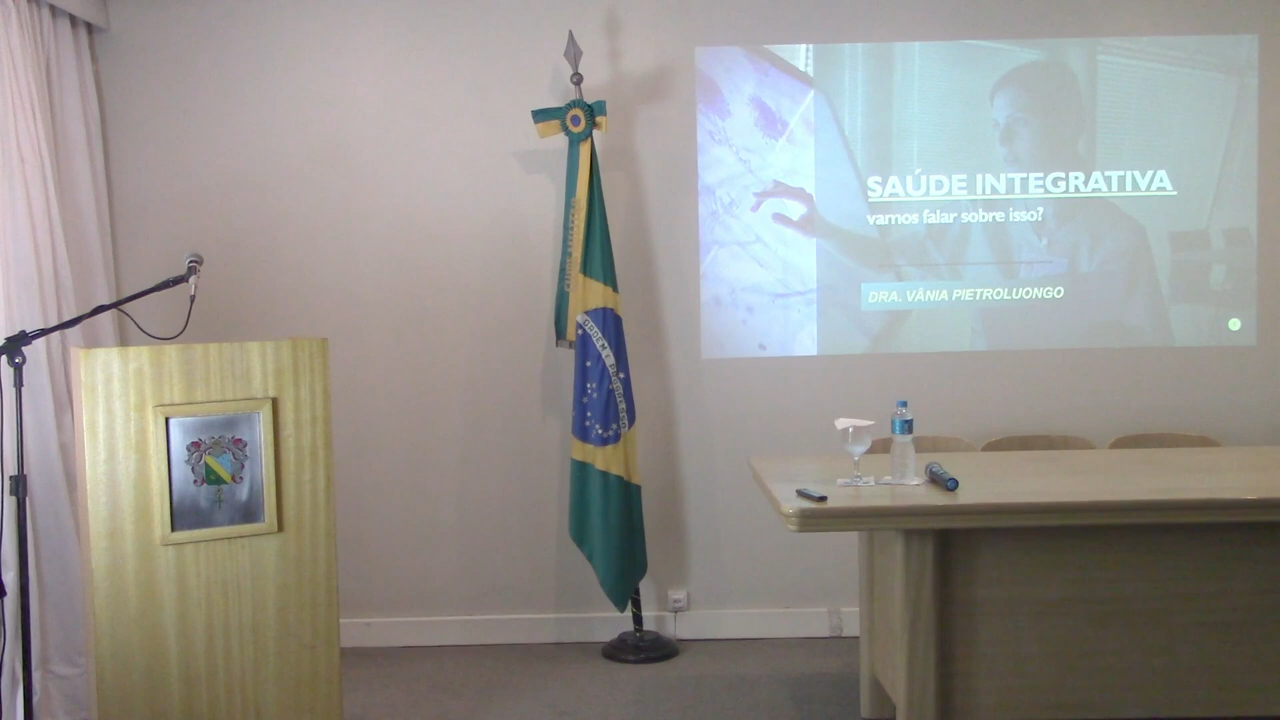 SAÚDE INTEGRATIVA
vamos falar sobre isso?
DRA. VÂNIA PIETROLUONGO
ORDEM E PROGRESSO